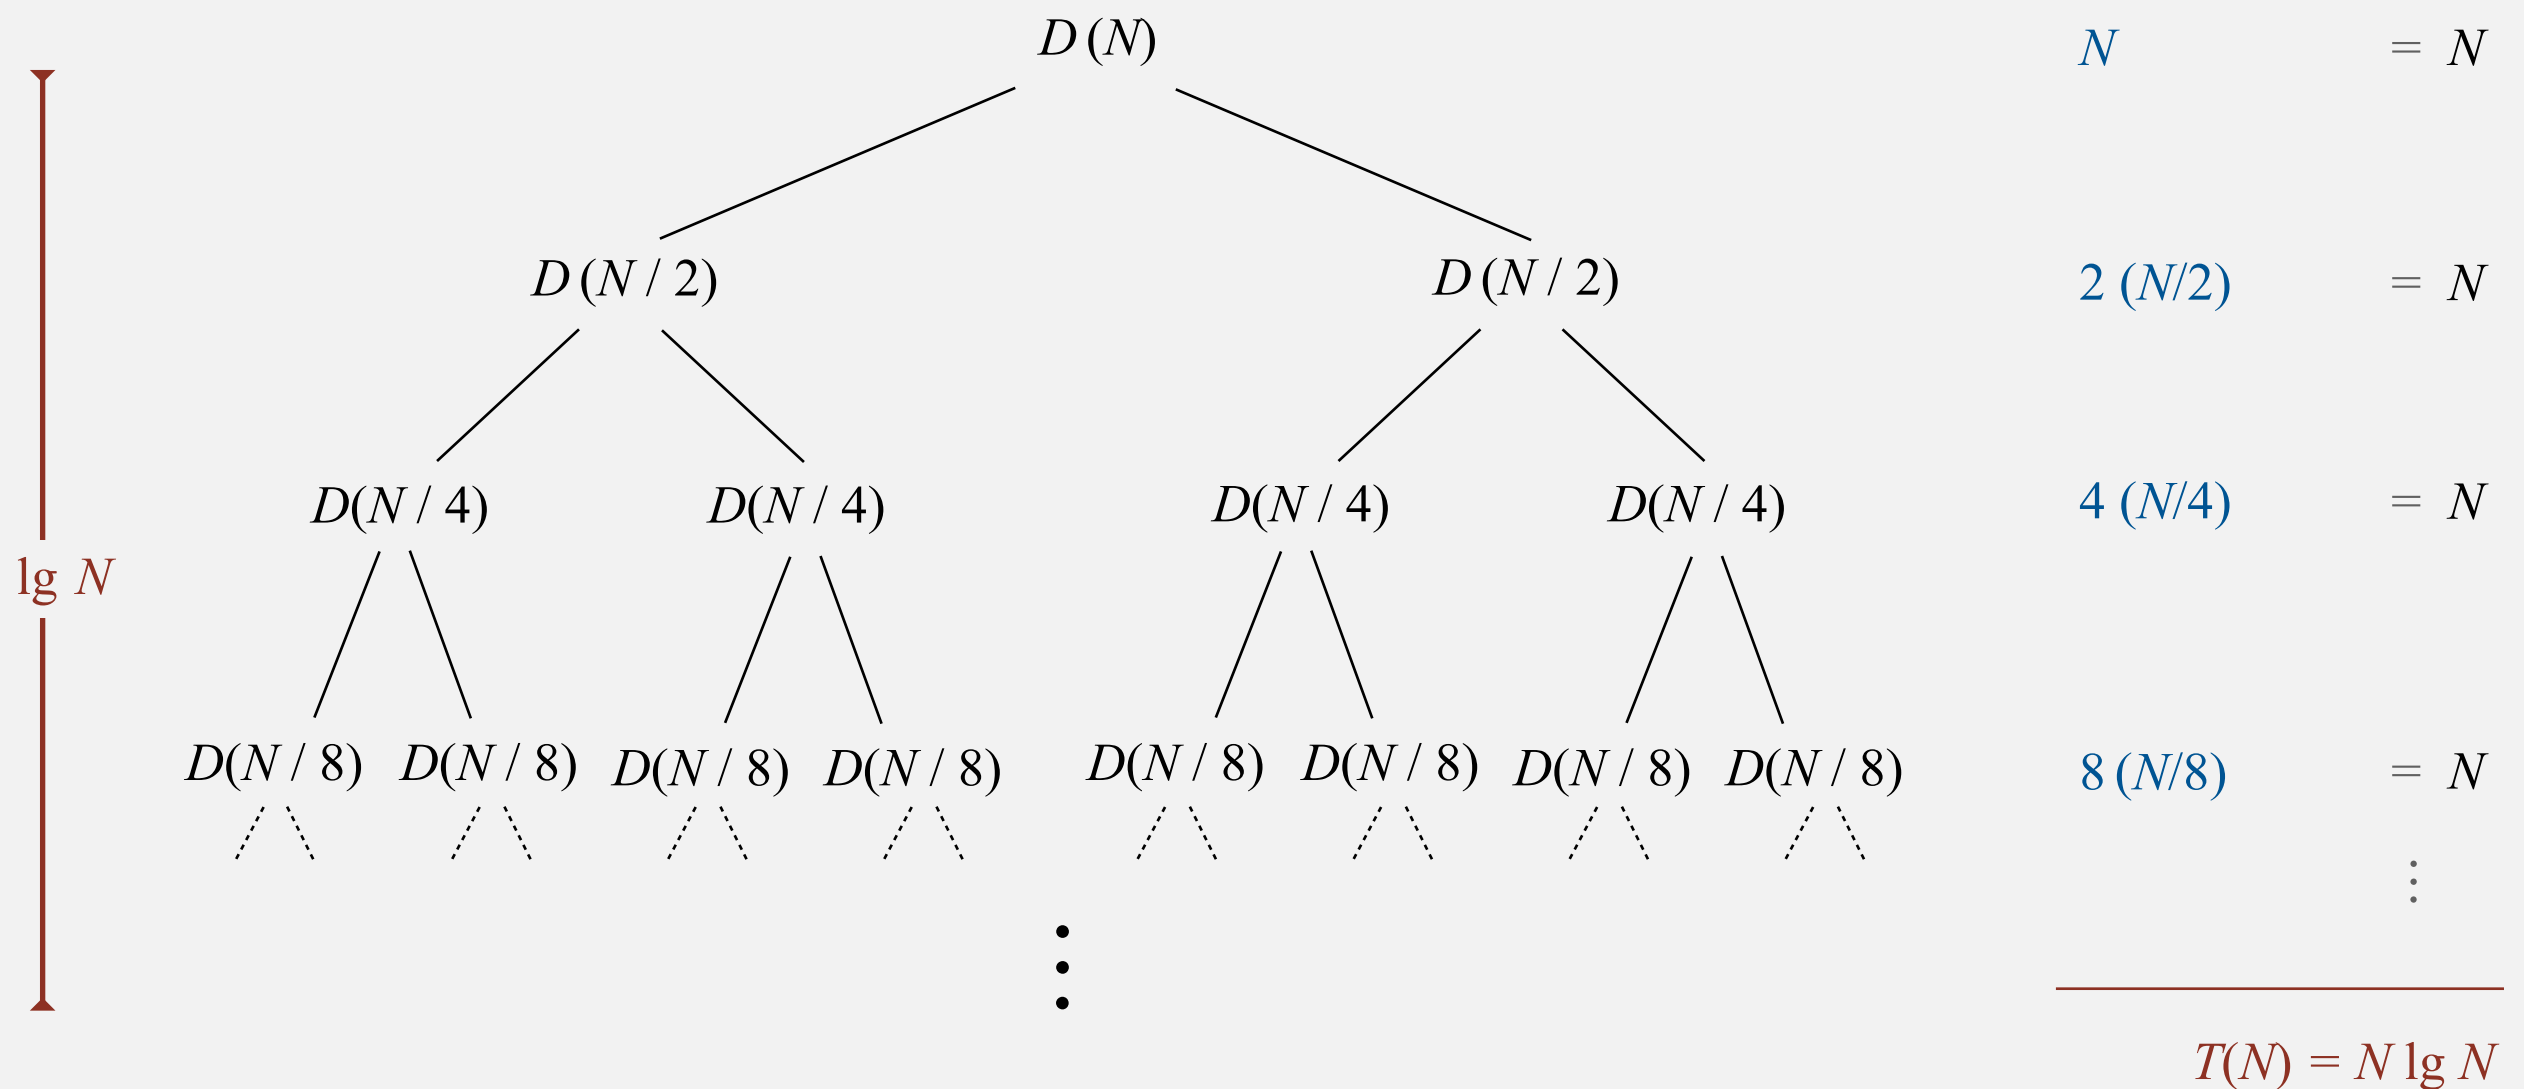 D (N) N = N
D (N / 2) D (N / 2) 2 (N/2) = N
D(N / 4) D(N / 4) D(N / 4) D(N / 4) 4 (N/4) = N
lg N
D(N / 8) D(N / 8) D(N / 8) D(N / 8) D(N / 8) D(N / 8) D(N / 8) D(N / 8) 8 (N/8) = N
T(N) = N lg N